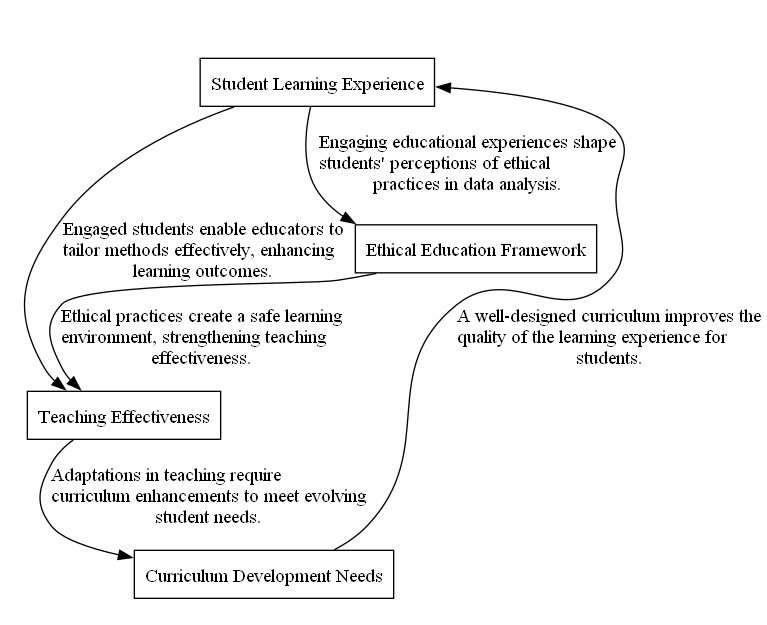 Student Learning Experience
Engaging educational experiences shape
students' perceptions of ethical
practices in data analysis.
Engaged students enable educators to
tailor methods effectively, enhancing
learning outcomes.
Ethical Education Framework
Ethical practices create a safe learning
environment, strengthening teaching
effectiveness.
A well-designed curriculum improves the
quality of the learning experience for
students.
Teaching Effectiveness
Adaptations in teaching require
curriculum enhancements to meet evolving
student needs.
Curriculum Development Needs